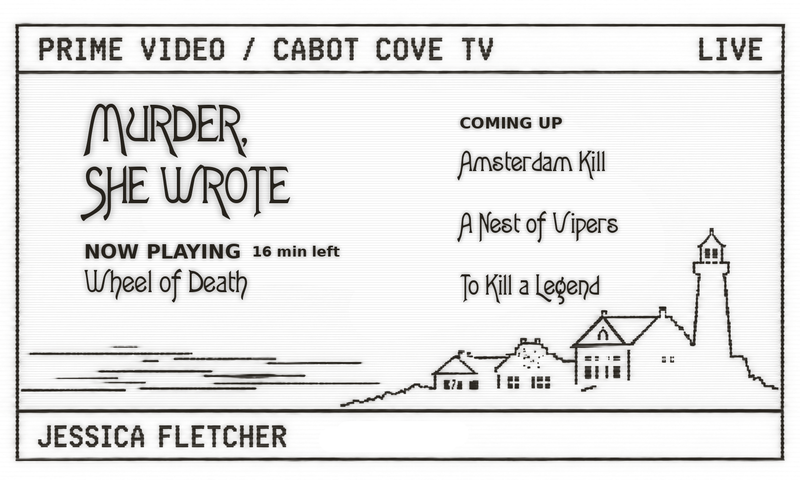 PRIME VIDEO / CABOT COVE TV LIVE
MURDER,
SHE WROTE
NOW PLAYING 16 min left
Wheel of Death
COMING UP
Amsterdam Kill
A Nest of Vipers
To Kill a Legend
JESSICA FLETCHER